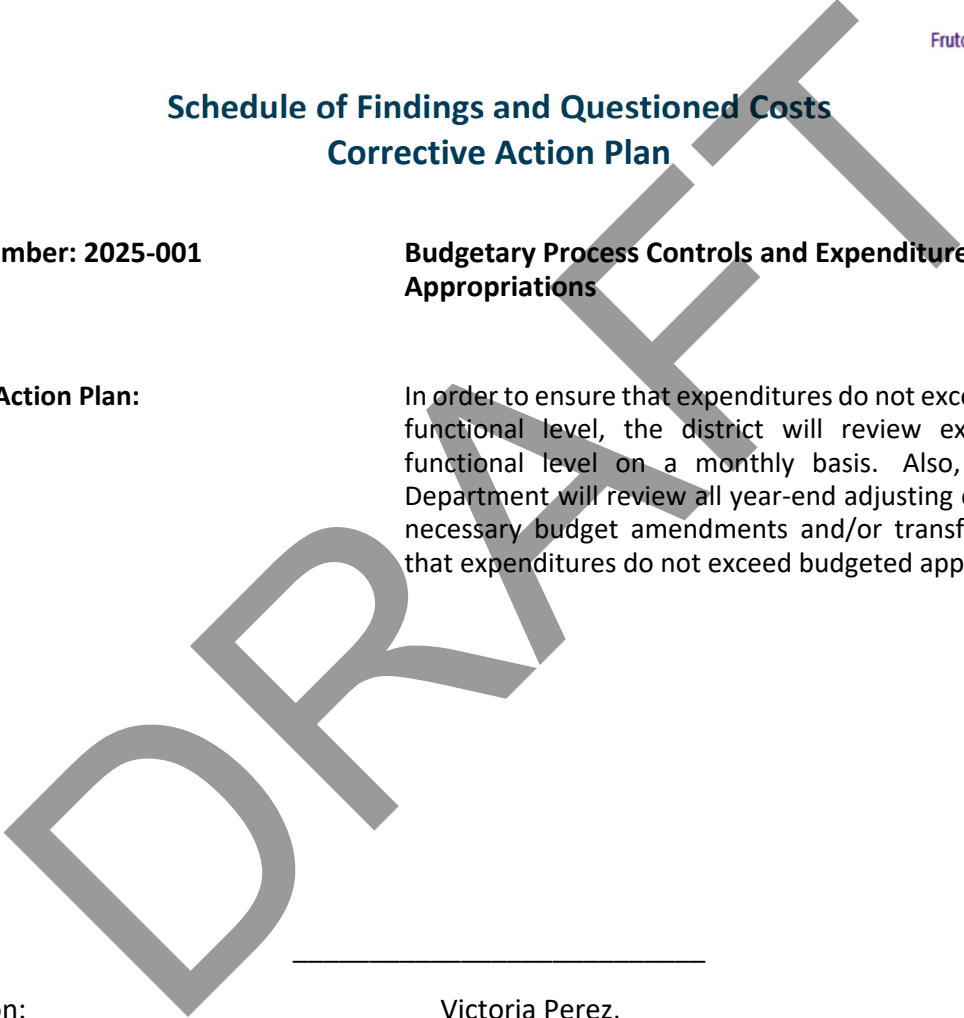 Fruto
Schedule of Findings and Questioned Costs
Corrective Action Plan
mber: 2025-001
Budgetary Process Controls and Expenditure
Appropriations
Action Plan:
In order to ensure that expenditures do not exce
functional level, the district will review ex
functional level on a monthly basis. Also,
Department will review all year-end adjusting
necessary budget amendments and/or transf
that expenditures do not exceed budgeted app
DRAFT
on:
Victoria Perez,